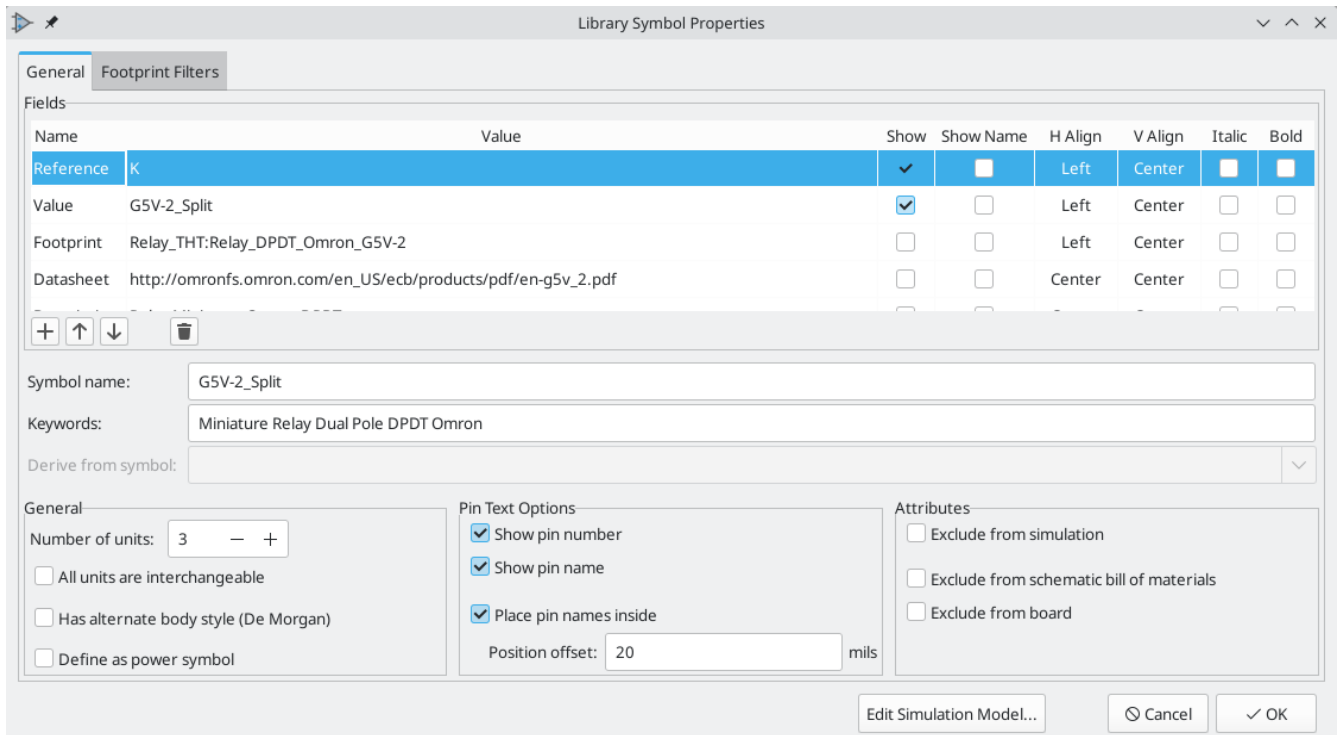 Library Symbol Properties
General Footprint Filters
Fields
Name Value Show Show Name H Align V Align Italic Bold
Reference K Left Center
Value G5V-2_Split Left Center
Footprint Relay_THT:Relay_DPDT_Omron_G5V-2 Left Center
Datasheet http://omronfs.omron.com/en_US/ecb/products/pdf/en-g5v_2.pdf Center Center
Symbol name: G5V-2_Split
Keywords: Miniature Relay Dual Pole DPDT Omron
Derive from symbol:
General Pin Text Options Attributes
Number of units: 3 Show pin number Exclude from simulation
All units are interchangeable Show pin name Exclude from schematic bill of materials
Has alternate body style (De Morgan) Place pin names inside Exclude from board
Define as power symbol Position offset: 20 mils
Edit Simulation Model... Cancel OK